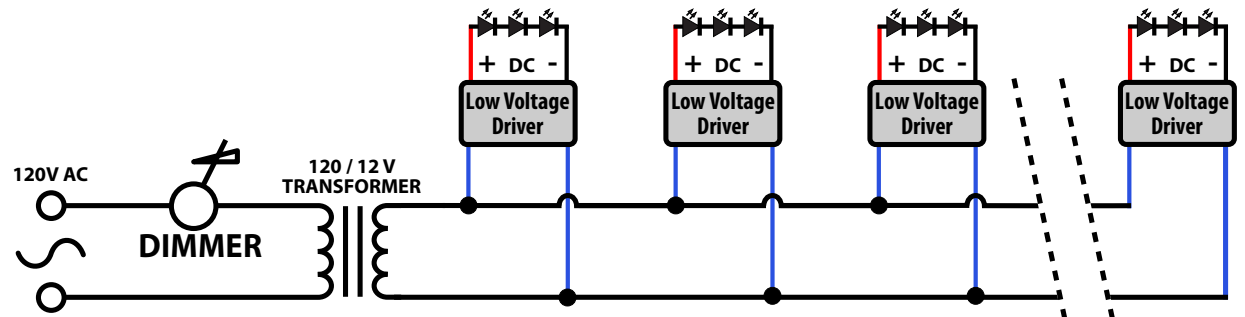 + DC -
+ DC -
+ DC -
+ DC -
Low Voltage
Driver
Low Voltage
Driver
Low Voltage
Driver
Low Voltage
Driver
120V AC
120 / 12 V
TRANSFORMER
DIMMER